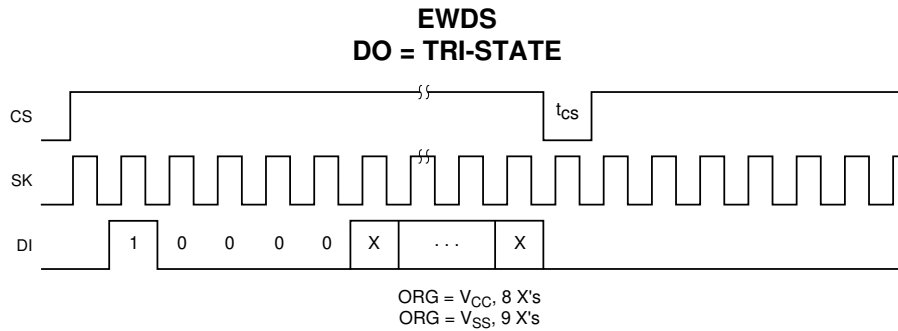 EWDS
DO = TRI-STATE
CS
tCS
SK
DI 1 0 0 0 0 X . . . X
ORG = VCC, 8 X's
ORG = VSS, 9 X's